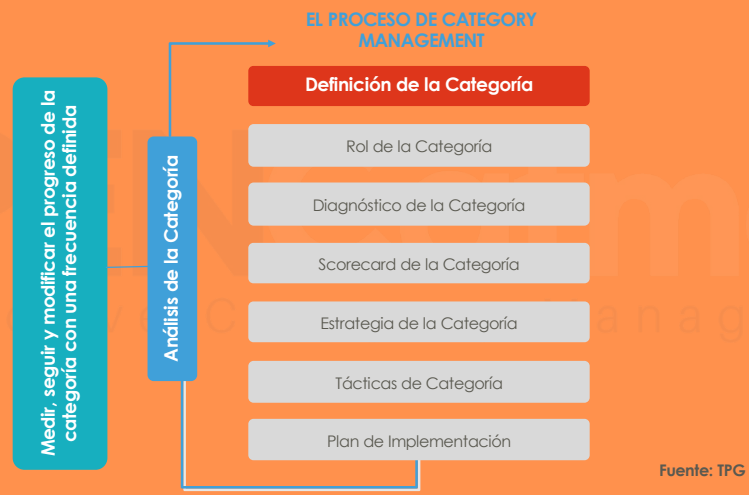 EL PROCESO DE CATEGORY
MANAGEMENT
Medir, seguir y modificar el progreso de la
categoría con una frecuencia definida
Análisis de la Categoría
Definición de la Categoría
Rol de la Categoría
Diagnóstico de la Categoría
Scorecard de la Categoría
Estrategia de la Categoría
Tácticas de Categoría
Plan de Implementación
Fuente: TPG